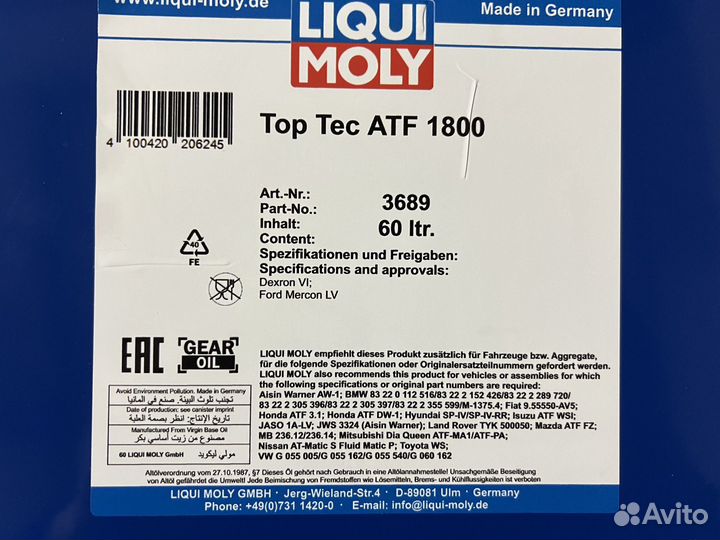 www.liqui-moly.de
Made in Germany
LIQUI
MOLY
4 100420 206245
Top Tec ATF 1800
Art.-Nr.:
Part-No.: 3689
Inhalt: 60 ltr.
Content:
Spezifikationen und Freigaben:
Specifications and approvals:
Dexron VI;
Ford Mercon LV
40
FE
EAC
GEAR
OIL
LIQUI MOLY empfiehlt dieses Produkt zusätzlich für Fahrzeuge bzw. Aggregate,
für die folgende Spezifikationen oder Originalersatzteilnummern gefordert werden.
LIQUI MOLY also recommends this product for vehicles or assemblies for which
the following specifications or original part numbers are required:
Aisin Warner AW-1; BMW 83 22 0 112 516/83 22 2 152 426/83 22 2 289 720/
83 22 2 305 396/83 22 2 305 397/83 22 2 355 599/M-1375.4; Fiat 9.55550-AV5;
Honda ATF 3.1; Honda ATF DW-1; Hyundai SP-IV/SP-IV-RR; Isuzu ATF WSI;
JASO 1A-LV; JWS 3324 (Aisin Warner); Land Rover TYK 500050; Mazda ATF FZ;
MB 236.12/236.14; Mitsubishi Dia Queen ATF-MA1/ATF-PA;
Nissan AT-Matic S Fluid Matic P; Toyota WS;
VW G 055 005/G 055 162/G 055 540/G 060 162
Avoid Environment Pollution. Made in Germany
تجنب تلوث البيئة. صنع في المانيا
Date of production: see canister imprint
تاريخ الإنتاج: انظر بصمة العلبة
Manufactured From Virgin Base Oil
مصنوع من زيت أساسي بكر
60 LIQUI MOLY GmbH مولي ليكويد
Altölverordnung vom 27.10.1987, §7 Dieses Öl gehört nach Gebrauch in eine Altölannahmestelle! Unsachgemäße Beseitigung
von Altöl gefährdet die Umwelt! Jede Beimischung von Fremdstoffen wie Lösemitteln, Brems- und Kühlflüssigkeiten ist verboten
LIQUI MOLY GMBH · Jerg-Wieland-Str.4 · D-89081 Ulm · Germany
Phone: +49(0)731 1420-0 · E-Mail: info@liqui-moly.de
Avito